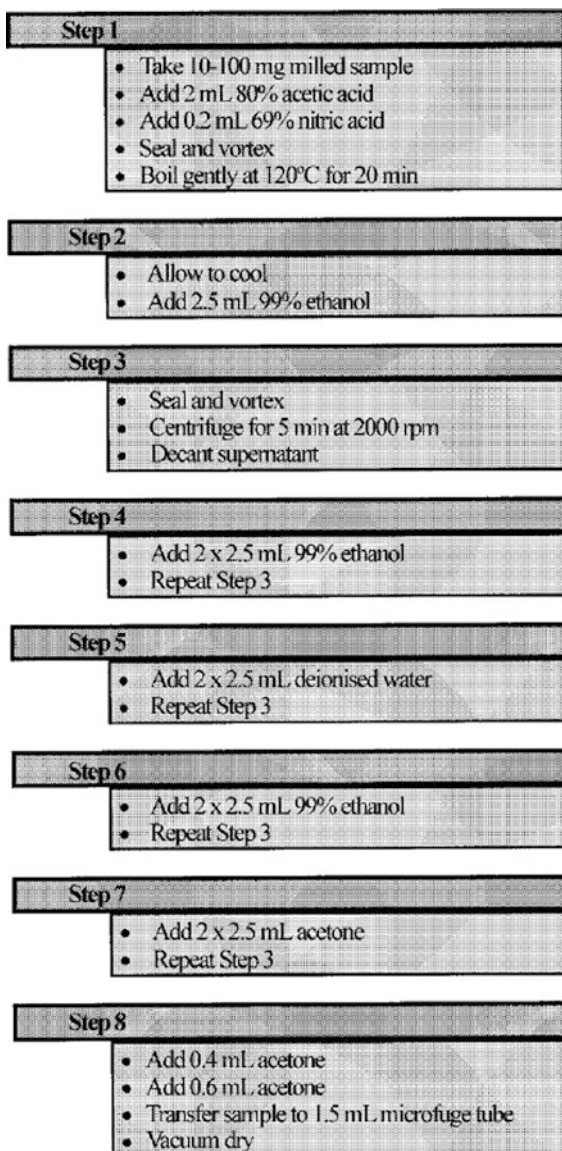 Step 1
• Take 10-100 mg milled sample
• Add 2 mL 80% acetic acid
• Add 0.2 mL 69% nitric acid
• Seal and vortex
• Boil gently at 120°C for 20 min
Step 2
• Allow to cool
• Add 2.5 mL 99% ethanol
Step 3
• Seal and vortex
• Centrifuge for 5 min at 2000 rpm
• Decant supernatant
Step 4
• Add 2 x 2.5 mL 99% ethanol
• Repeat Step 3
Step 5
• Add 2 x 2.5 mL deionised water
• Repeat Step 3
Step 6
• Add 2 x 2.5 mL 99% ethanol
• Repeat Step 3
Step 7
• Add 2 x 2.5 mL acetone
• Repeat Step 3
Step 8
• Add 0.4 mL acetone
• Add 0.6 mL acetone
• Transfer sample to 1.5 mL microfuge tube
• Vacuum dry